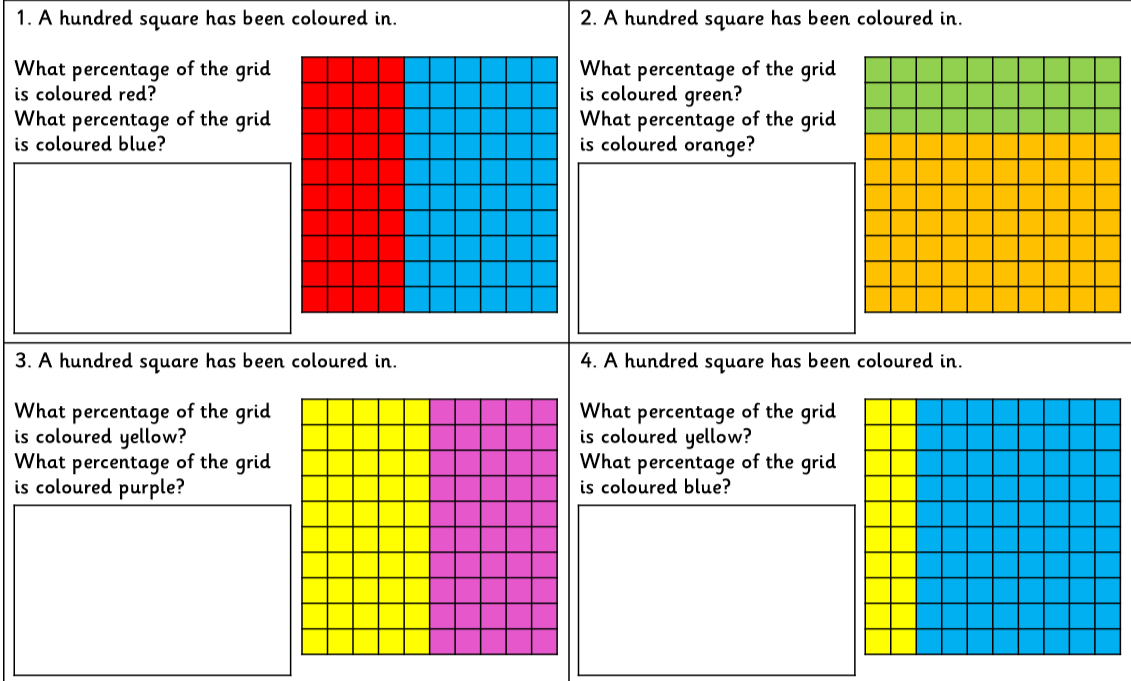 1. A hundred square has been coloured in.
What percentage of the grid
is coloured red?
What percentage of the grid
is coloured blue?
2. A hundred square has been coloured in.
What percentage of the grid
is coloured green?
What percentage of the grid
is coloured orange?
3. A hundred square has been coloured in.
What percentage of the grid
is coloured yellow?
What percentage of the grid
is coloured purple?
4. A hundred square has been coloured in.
What percentage of the grid
is coloured yellow?
What percentage of the grid
is coloured blue?